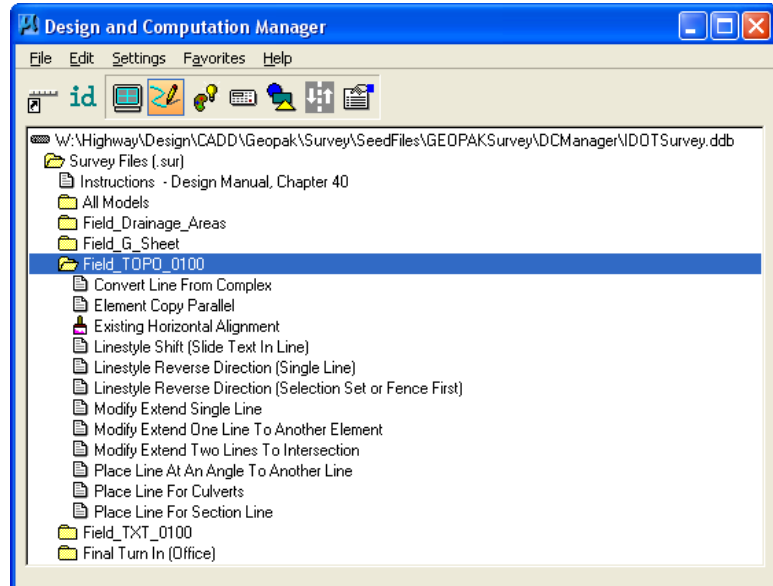 Design and Computation Manager
File Edit Settings Favorites Help
id
W:\Highway\Design\CADD\Geopak\Survey\SeedFiles\GEOPAKSurvey\DCManager\IDOTSurvey.ddb
Survey Files (.sur)
Instructions - Design Manual, Chapter 40
All Models
Field_Drainage_Areas
Field_G_Sheet
Field_TOPO_0100
Convert Line From Complex
Element Copy Parallel
Existing Horizontal Alignment
Linestyle Shift (Slide Text In Line)
Linestyle Reverse Direction (Single Line)
Linestyle Reverse Direction (Selection Set or Fence First)
Modify Extend Single Line
Modify Extend One Line To Another Element
Modify Extend Two Lines To Intersection
Place Line At An Angle To Another Line
Place Line For Culverts
Place Line For Section Line
Field_TXT_0100
Final Turn In (Office)